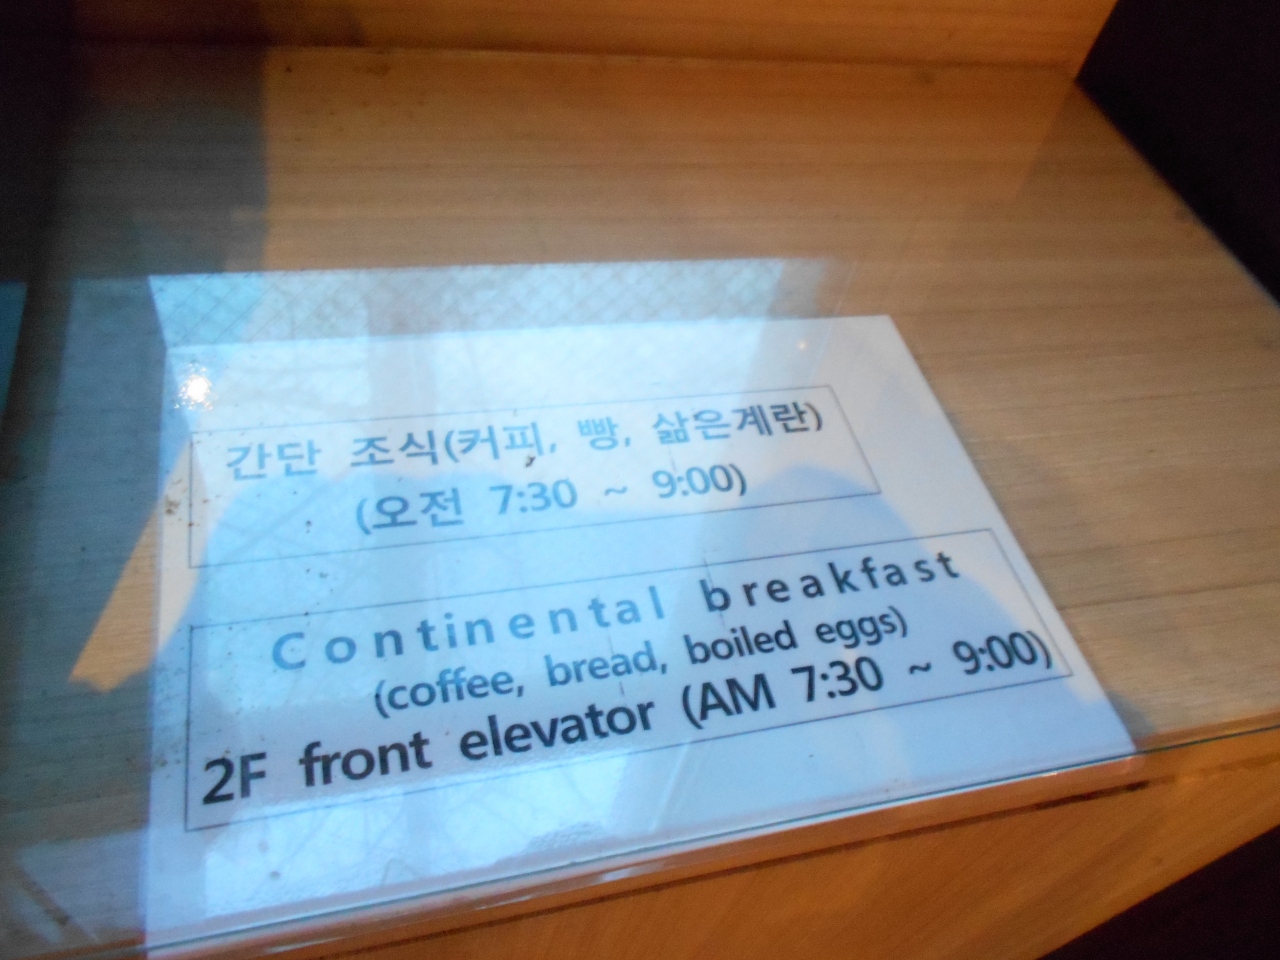 간단 조식(커피, 빵, 삶은계란)
(오전 7:30 ~ 9:00)
Continental breakfast
(coffee, bread, boiled eggs)
2F front elevator (AM 7:30 ~ 9:00)